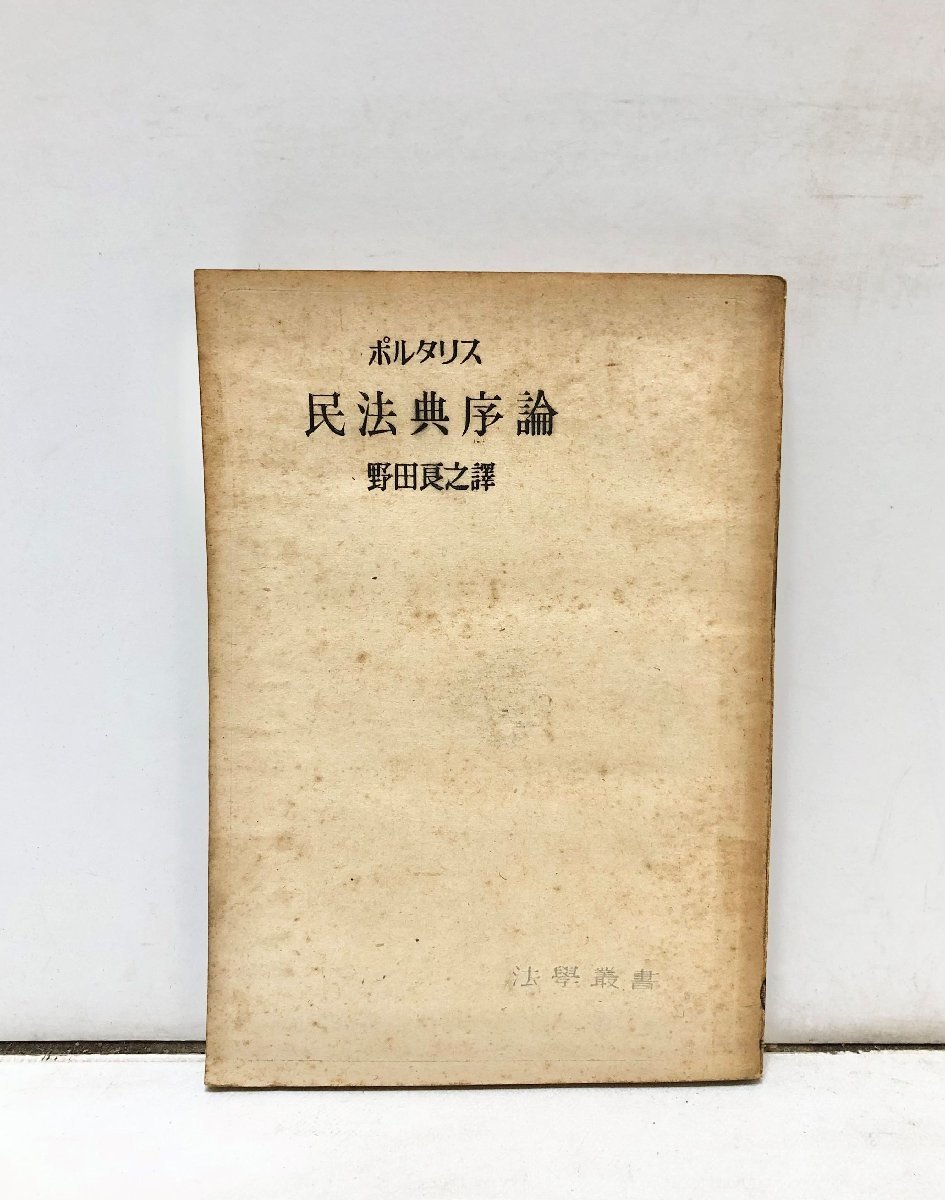 ポルタリス
民法典序論
野田良之譯
法學叢書